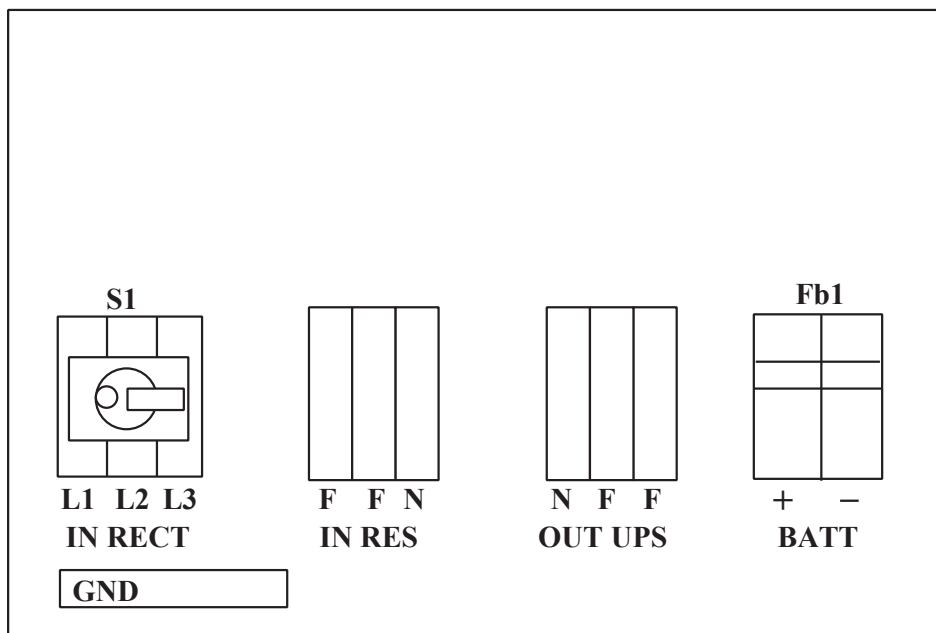 S1
Fb1
L1 L2 L3
F F N
N F F
+ −
IN RECT
IN RES
OUT UPS
BATT
GND